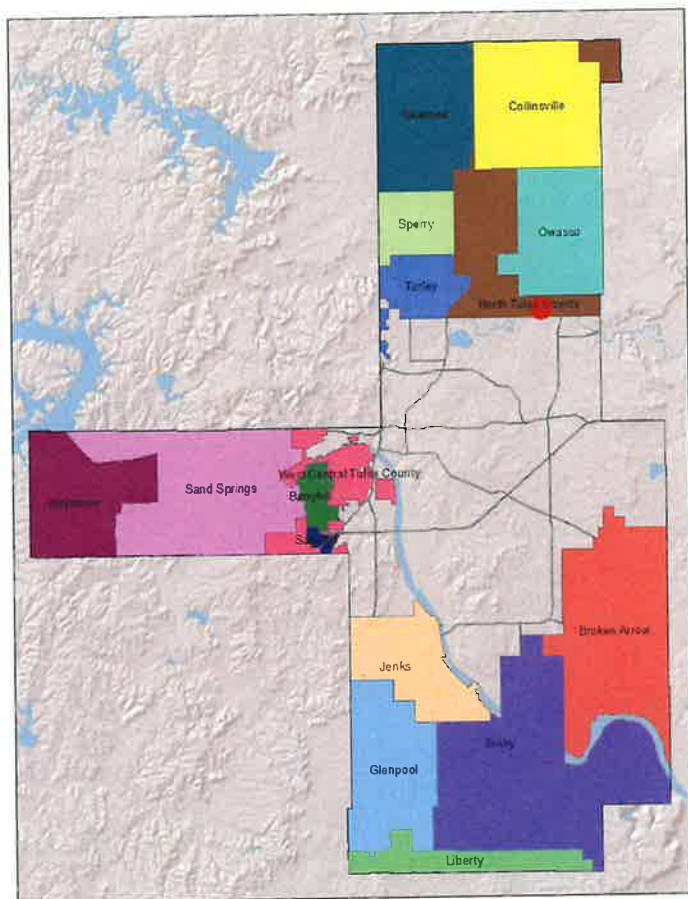 Collinsville
Sperry
Owasso
Turley
North Tulsa County
West Central Tulsa County
Sand Springs
Broken Arrow
Jenks
Bixby
Glenpool
Liberty